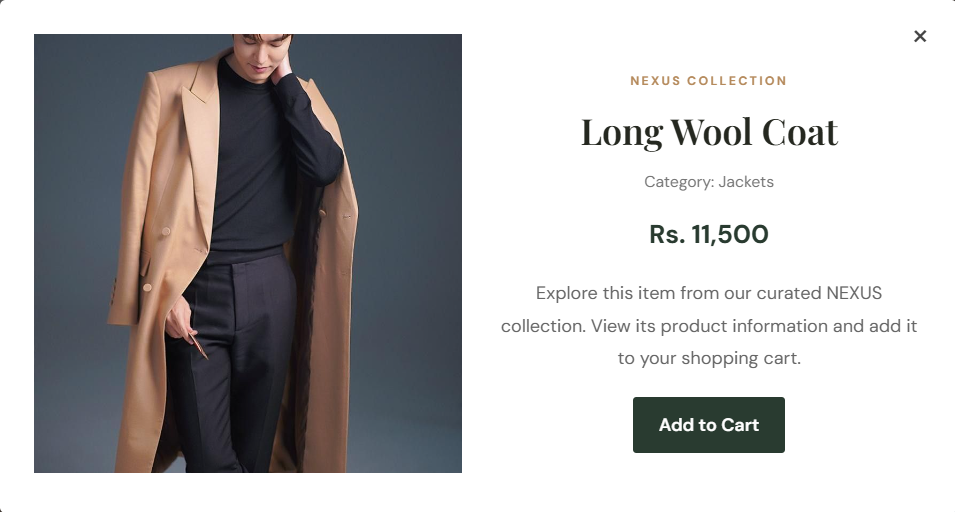 ×
NEXUS COLLECTION
Long Wool Coat
Category: Jackets
Rs. 11,500
Explore this item from our curated NEXUS
collection. View its product information and add it
to your shopping cart.
Add to Cart